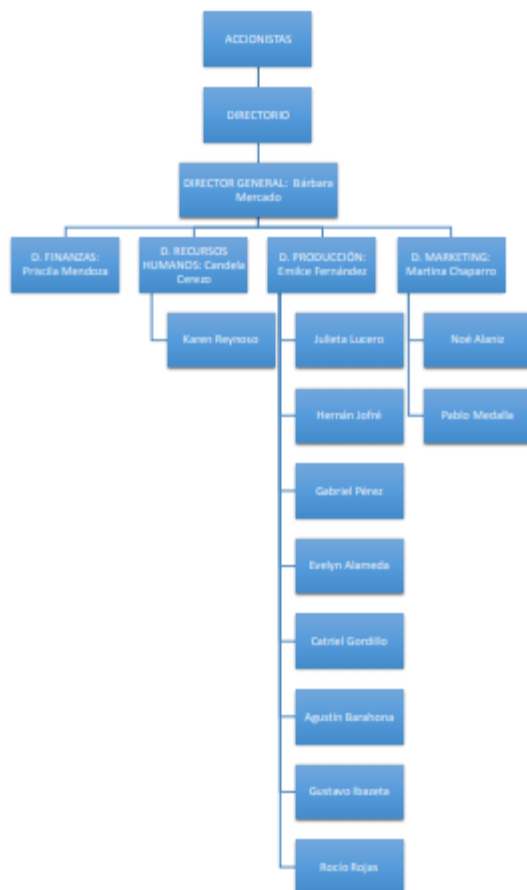 ACCIONISTAS
DIRECTORIO
DIRECTOR GENERAL: Bárbara
Mercado
D. FINANZAS:
Priscila Mendoza
D. RECURSOS
HUMANOS: Candela
Cerezo
D. PRODUCCIÓN:
Emilce Fernández
D. MARKETING:
Martina Chaparro
Karen Reynoso
Julieta Lucero
Noé Alaniz
Hernán Jofré
Pablo Medalla
Gabriel Pérez
Evelyn Alameda
Catriel Gordillo
Agustín Barahona
Gustavo Ibazeta
Rocío Rojas